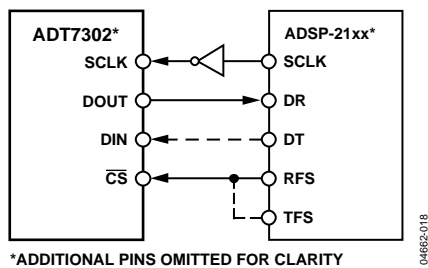 ADT7302*
ADSP-21xx*
SCLK
SCLK
DOUT
DR
DIN
DT
CS
RFS
TFS
*ADDITIONAL PINS OMITTED FOR CLARITY
04662-018